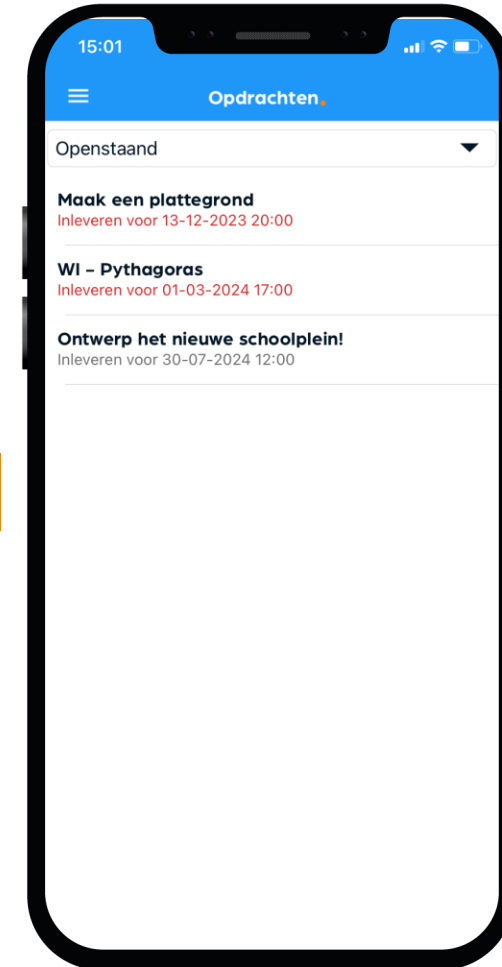 15:01
Opdrachten.
Openstaand
Maak een plattegrond
Inleveren voor 13-12-2023 20:00
WI - Pythagoras
Inleveren voor 01-03-2024 17:00
Ontwerp het nieuwe schoolplein!
Inleveren voor 30-07-2024 12:00